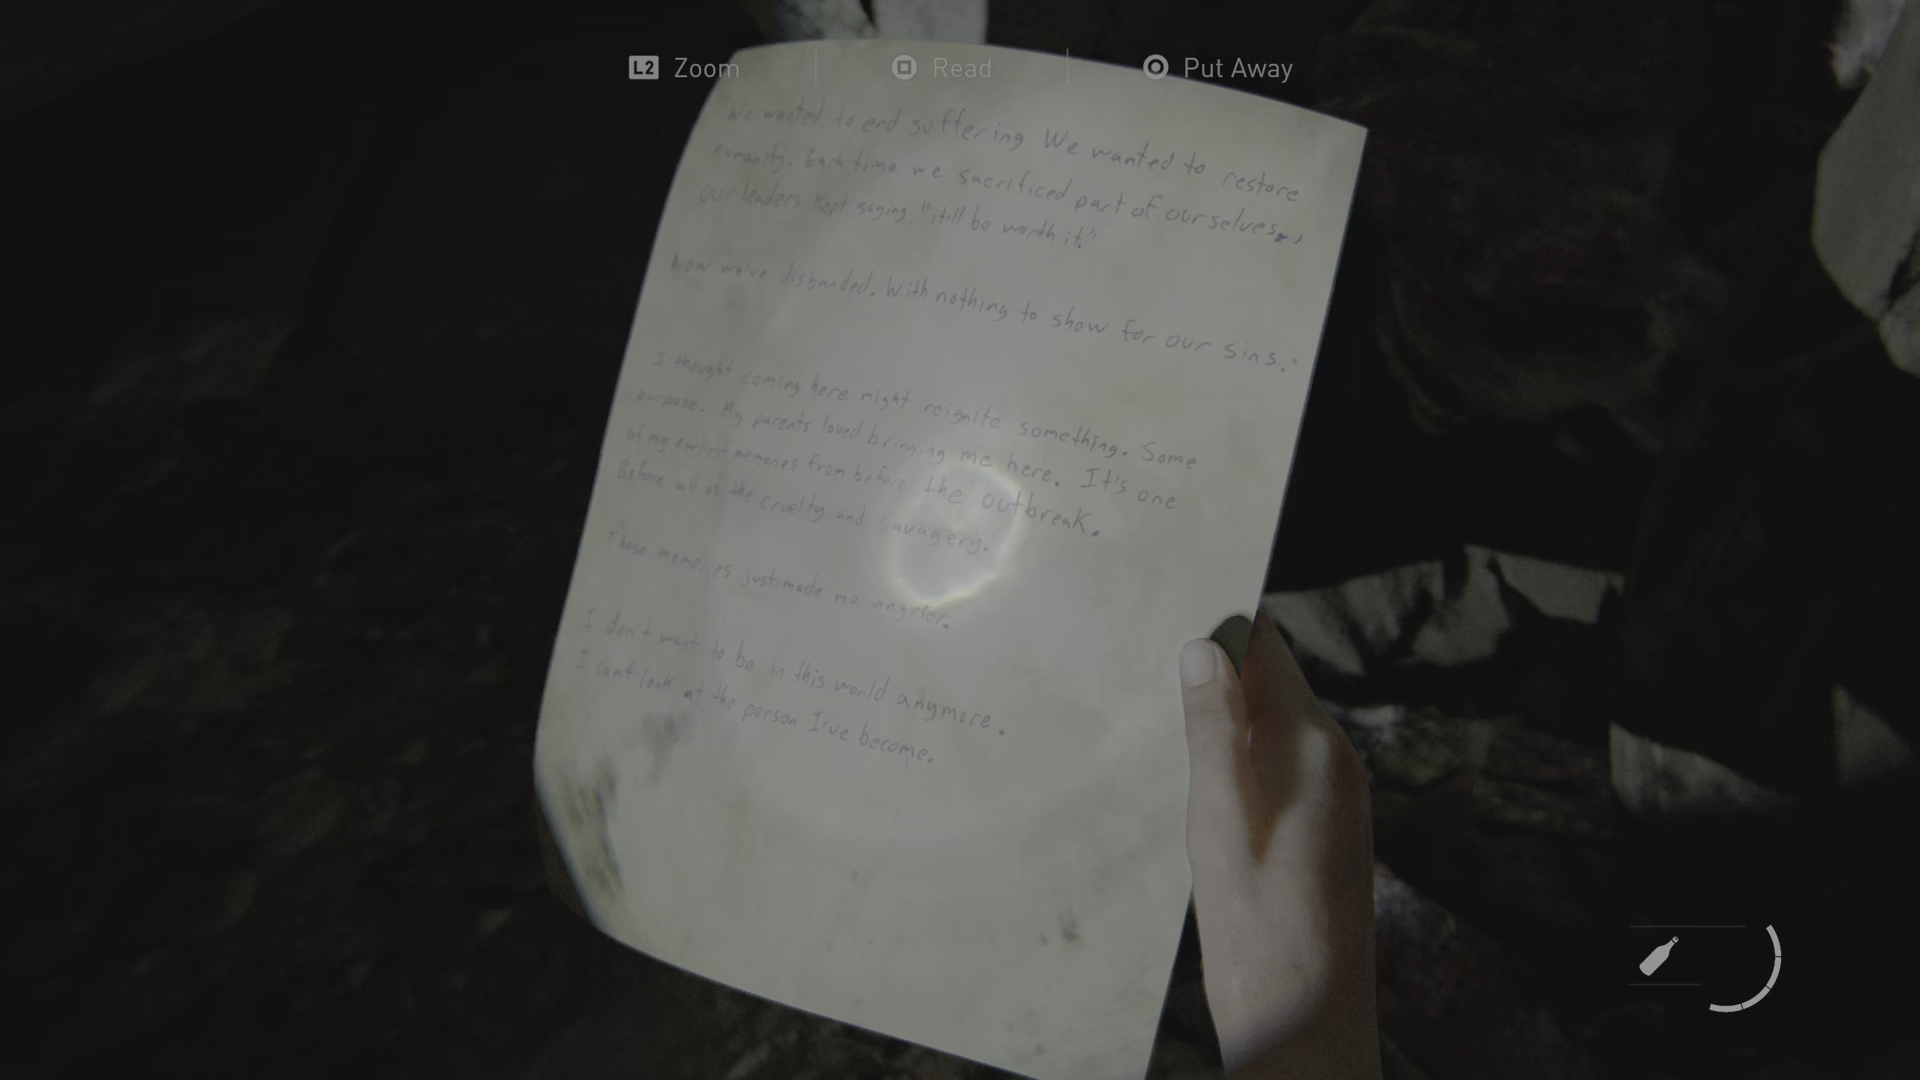 L2 Zoom Read Put Away
We wanted to end suffering We wanted to restore
humanity. Each time we sacrificed part of ourselves,
our leaders kept saying, "it'll be worth it."
Now we've disbanded. With nothing to show for our sins.
I thought coming here might reignite something. Some
purpose. My parents loved bringing me here. It's one
of my earliest memories from before the outbreak.
Before all of the cruelty and savagery.
Those memories just made me angrier.
I don't want to be in this world anymore.
I can't look at the person I've become.